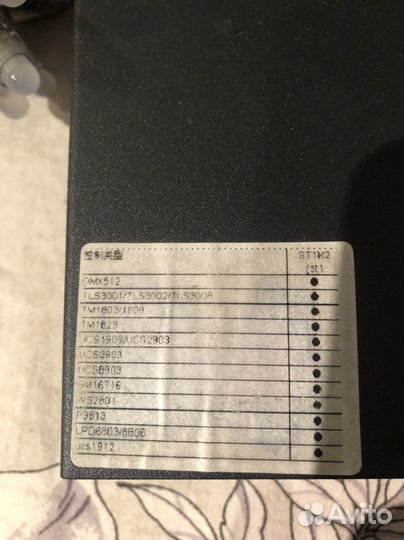 控制类型 ST1K2
(st1
DMX512 ●
TLS3001/TLS3002/TLS3008 ●
TM1803/1809 ●
TM1829 ●
UCS1909/UCS2903 ●
UCS3903 ●
UCS8903 ●
SM16716 ●
WS2801 ●
P9813 ●
LPD6803/8806 ●
ucs1912 ●
Avito